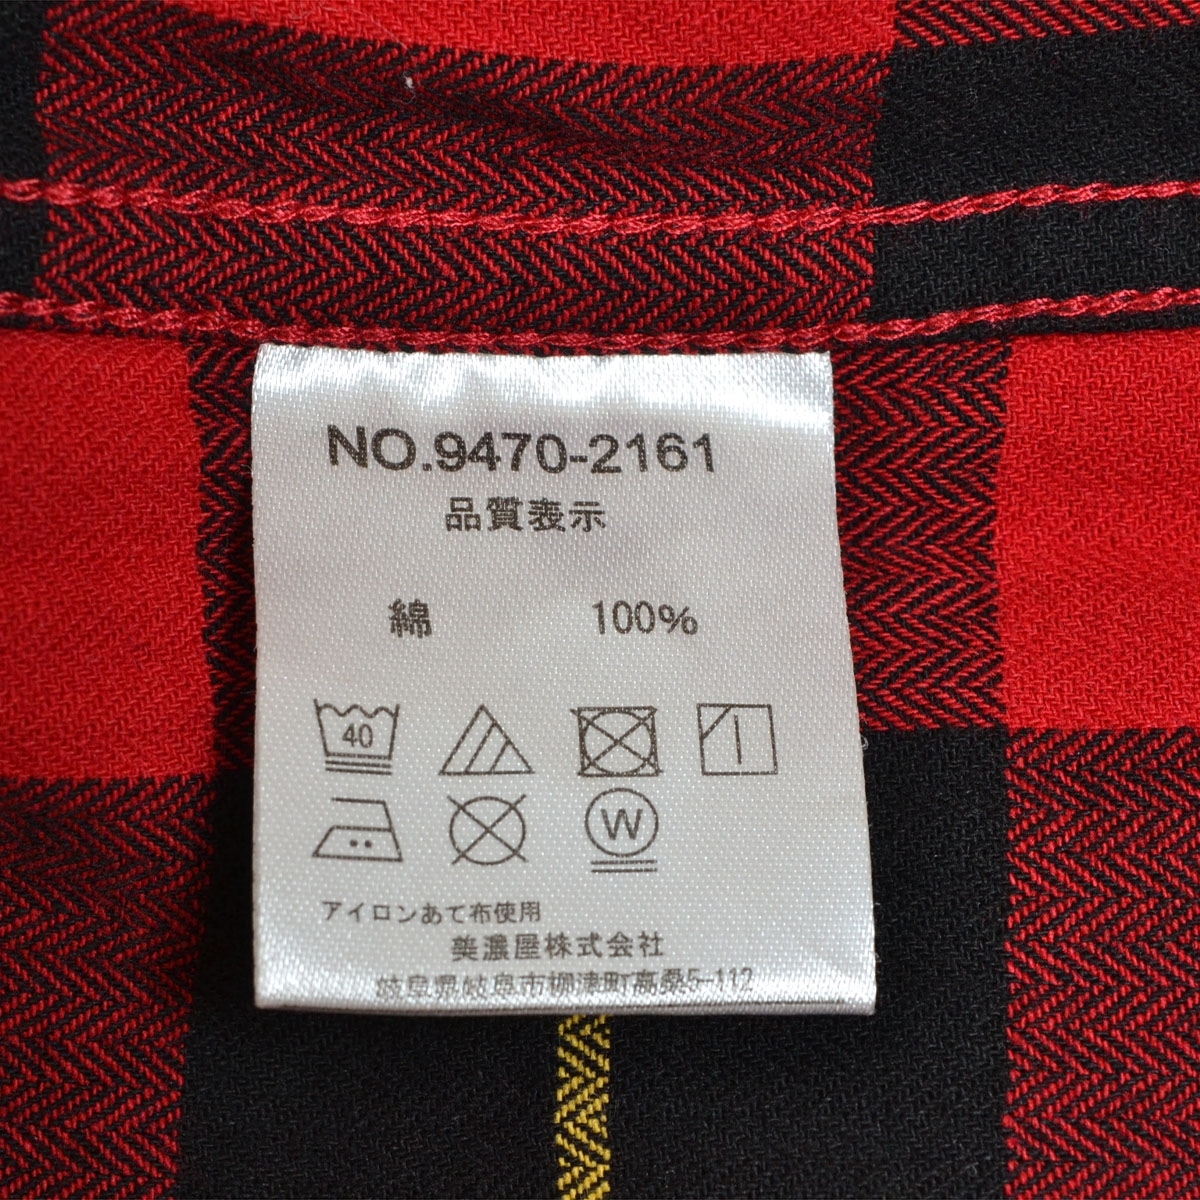 NO.9470-2161
品質表示
綿 100%
40
W
アイロンあて布使用
美濃屋株式会社
岐阜県岐阜市柳津町高桑5-112